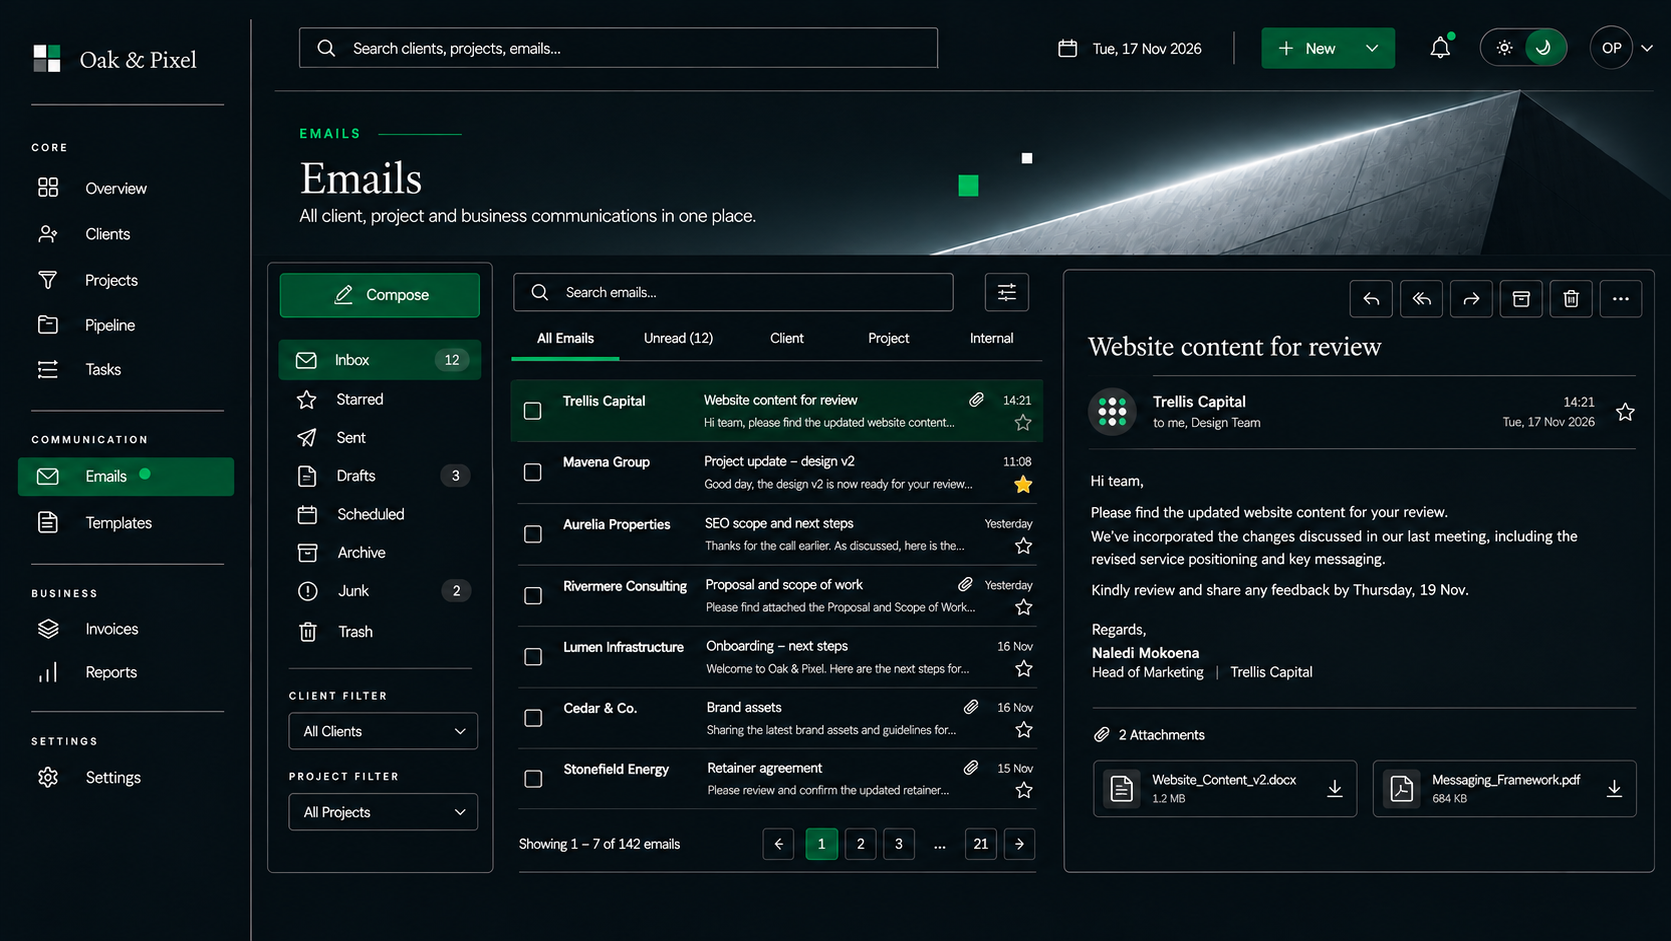 Oak & Pixel
CORE
Overview
Clients
Projects
Pipeline
Tasks
COMMUNICATION
Emails
Templates
BUSINESS
Invoices
Reports
SETTINGS
Settings
Search clients, projects, emails...
Tue, 17 Nov 2026
New
OP
EMAILS
Emails
All client, project and business communications in one place.
Compose
Inbox 12
Starred
Sent
Drafts 3
Scheduled
Archive
Junk 2
Trash
CLIENT FILTER
All Clients
PROJECT FILTER
All Projects
Search emails...
All Emails Unread (12) Client Project Internal
Trellis Capital Website content for review 14:21
Hi team, please find the updated website content...
Mavena Group Project update – design v2 11:08
Good day, the design v2 is now ready for your review...
Aurelia Properties SEO scope and next steps Yesterday
Thanks for the call earlier. As discussed, here is the...
Rivermere Consulting Proposal and scope of work Yesterday
Please find attached the Proposal and Scope of Work...
Lumen Infrastructure Onboarding – next steps 16 Nov
Welcome to Oak & Pixel. Here are the next steps for...
Cedar & Co. Brand assets 16 Nov
Sharing the latest brand assets and guidelines for...
Stonefield Energy Retainer agreement 15 Nov
Please review and confirm the updated retainer...
Showing 1 – 7 of 142 emails 1 2 3 ... 21
Website content for review
Trellis Capital 14:21
to me, Design Team Tue, 17 Nov 2026
Hi team,
Please find the updated website content for your review.
We've incorporated the changes discussed in our last meeting, including the
revised service positioning and key messaging.
Kindly review and share any feedback by Thursday, 19 Nov.
Regards,
Naledi Mokoena
Head of Marketing | Trellis Capital
2 Attachments
Website_Content_v2.docx
1.2 MB
Messaging_Framework.pdf
684 KB